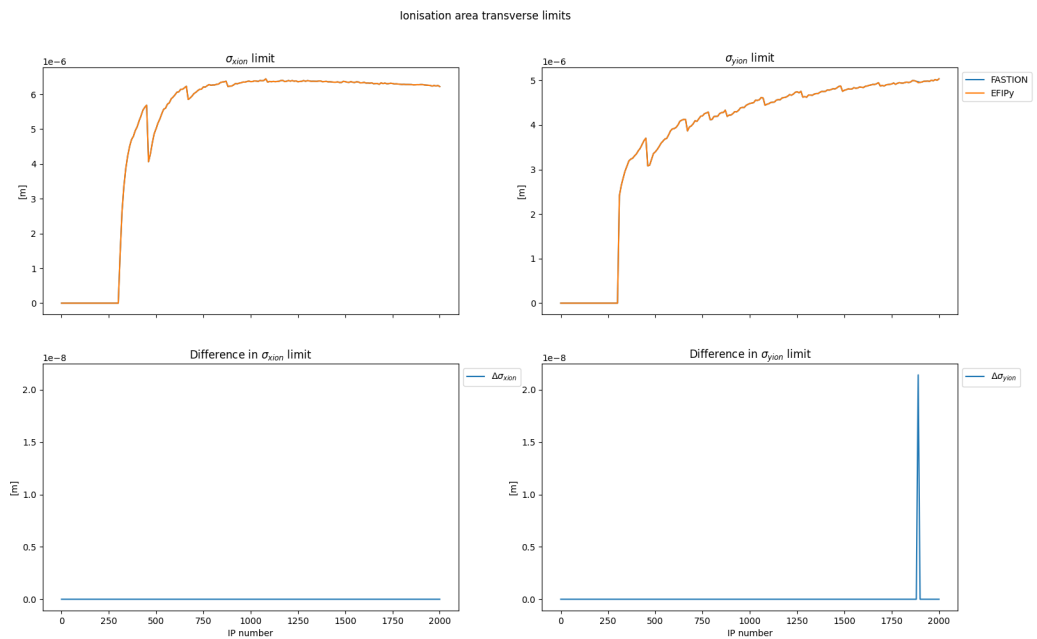 Ionisation area transverse limits
σxion limit
1e−6
6
5
4
3
2
1
0
[m]
σyion limit
1e−6
5
4
3
2
1
0
[m]
FASTION
EFIPy
Difference in σxion limit
1e−8
2.0
1.5
1.0
0.5
0.0
[m]
0 250 500 750 1000 1250 1500 1750 2000
IP number
Δσxion
Difference in σyion limit
1e−8
2.0
1.5
1.0
0.5
0.0
[m]
0 250 500 750 1000 1250 1500 1750 2000
IP number
Δσyion